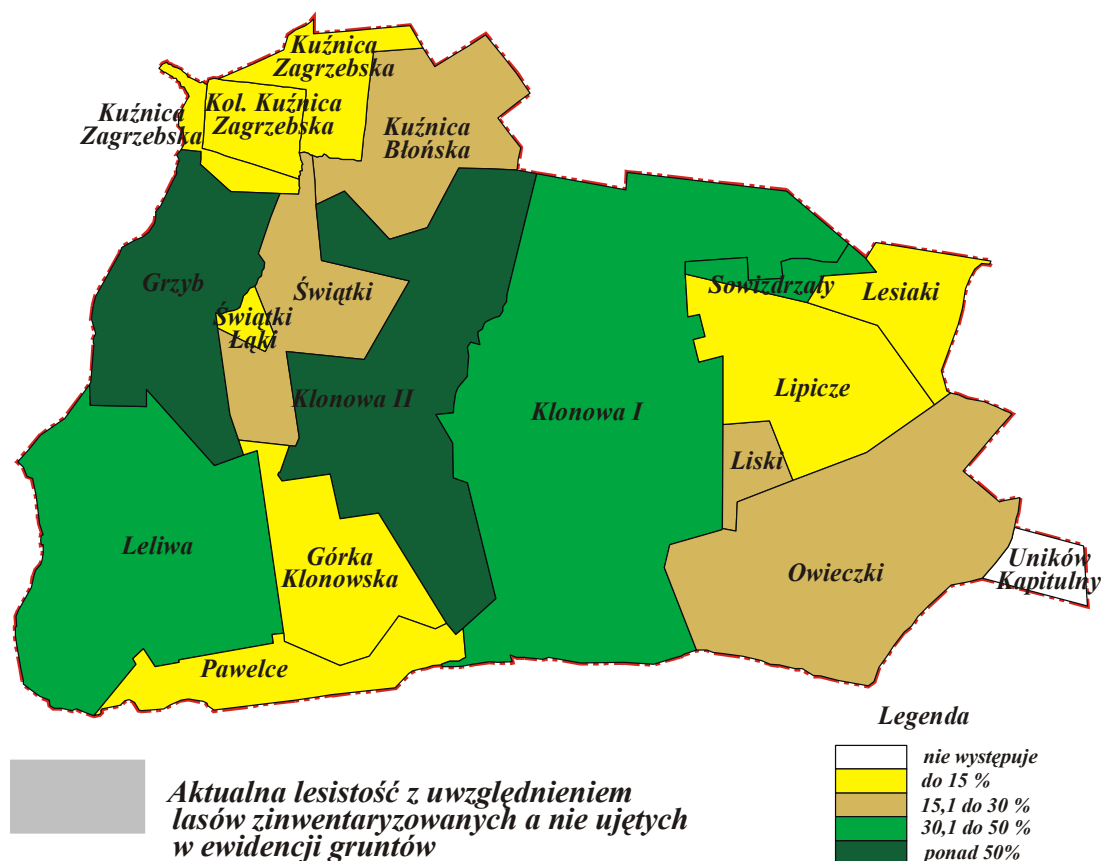 Kuźnica
Zagrzebska
Kuźnica
Zagrzebska
Kol. Kuźnica
Zagrzebska
Kuźnica
Błońska
Grzyb
Świątki
Świątki
Łąki
Sowizdrzały
Lesiaki
Lipicze
Klonowa II
Klonowa I
Liski
Leliwa
Górka
Klonowska
Owieczki
Uników
Kapitulny
Pawelce
Legenda
nie występuje
do 15 %
15,1 do 30 %
30,1 do 50 %
ponad 50%
Aktualna lesistość z uwzględnieniem
lasów zinwentaryzowanych a nie ujętych
w ewidencji gruntów